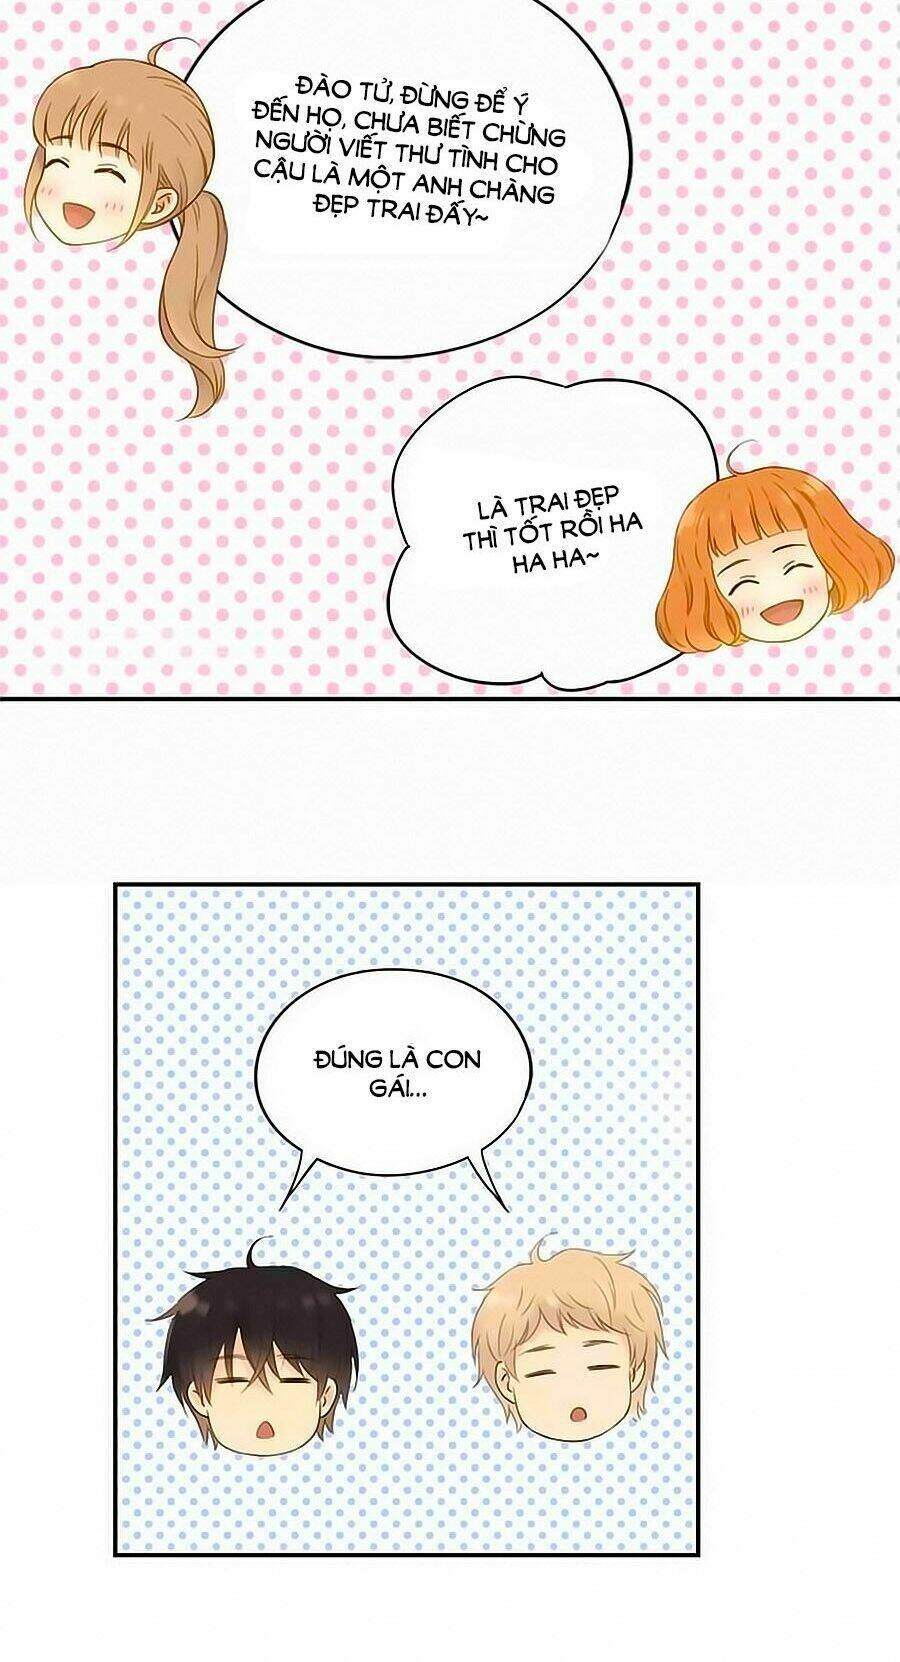 ĐÀO TỬ, ĐỪNG ĐỂ Ý
ĐẾN HỌ, CHƯA BIẾT CHỪNG
NGƯỜI VIẾT THƯ TÌNH CHO
CẬU LÀ MỘT ANH CHÀNG
ĐẸP TRAI ĐẤY~
LÀ TRAI ĐẸP
THÌ TỐT RỒI HA
HA HA~
ĐÚNG LÀ CON
GÁI...